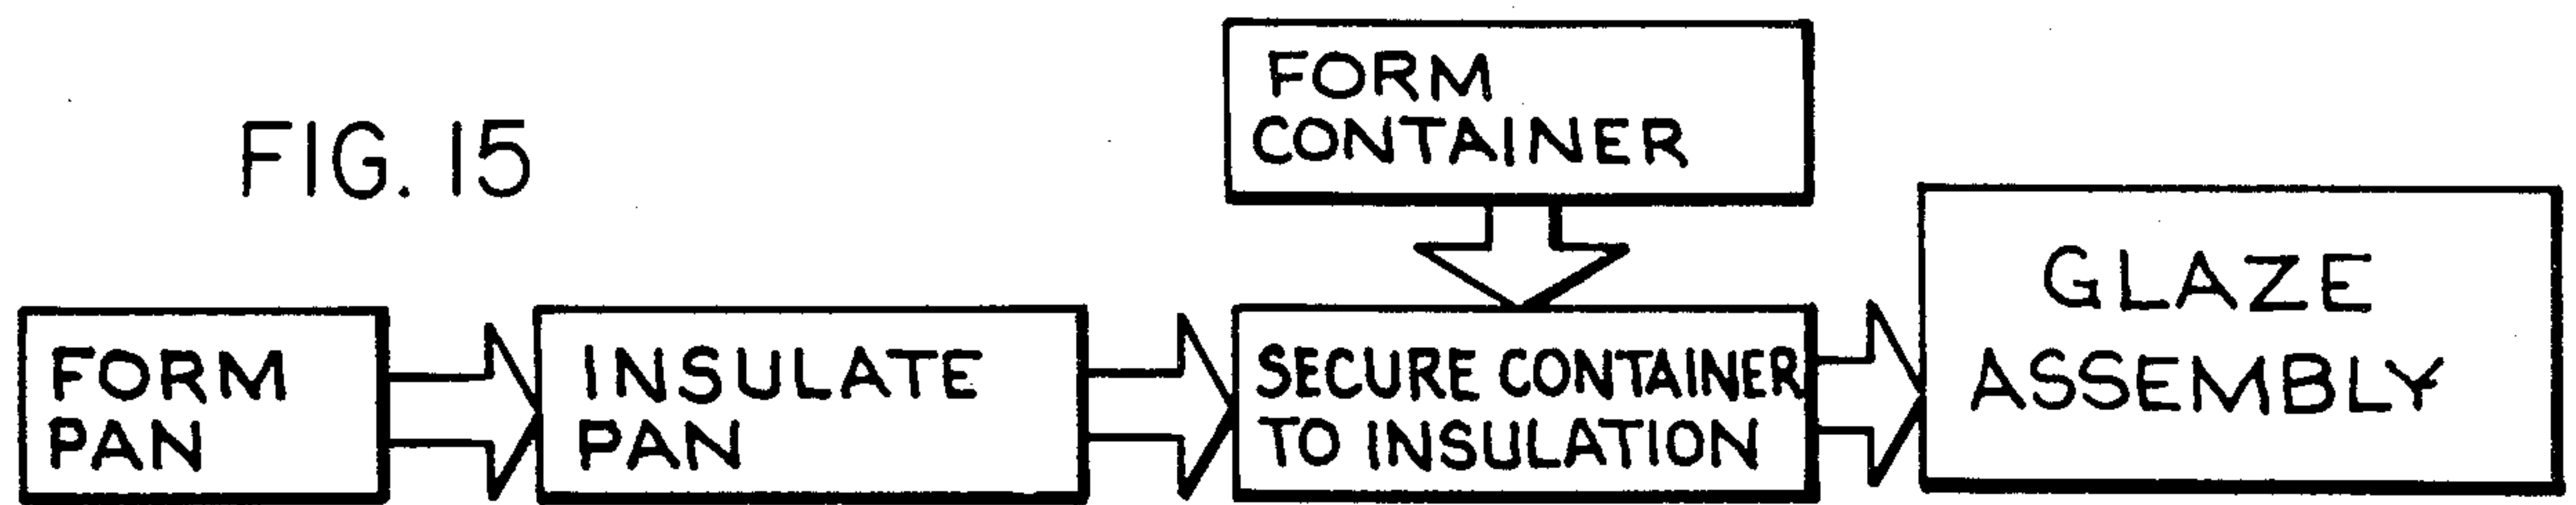 FIG. 15
FORM
CONTAINER
FORM
PAN
INSULATE
PAN
SECURE CONTAINER
TO INSULATION
GLAZE
ASSEMBLY